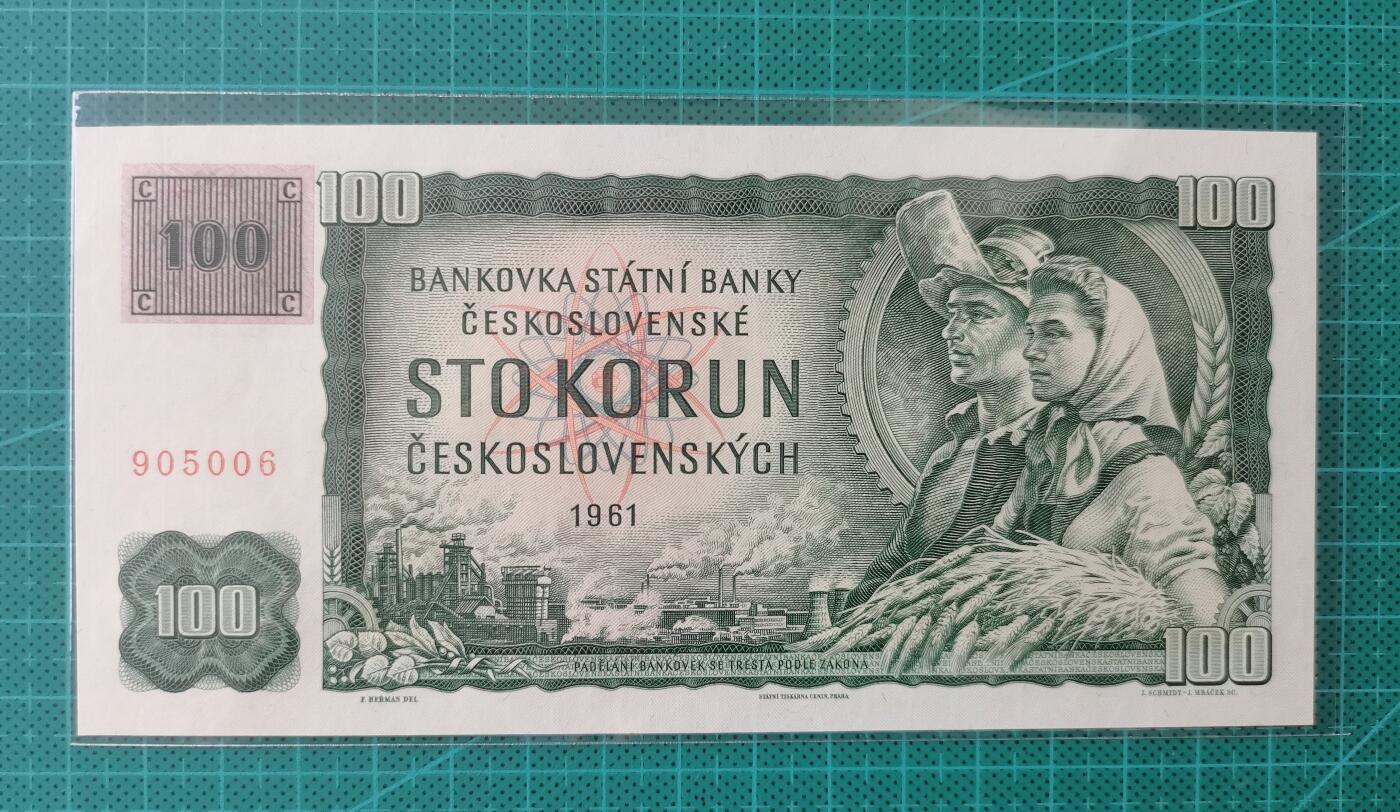 C C
100
C C
100
100
BANKOVKA STÁTNÍ BANKY
ČESKOSLOVENSKÉ
STO KORUN
ČESKOSLOVENSKÝCH
1961
905006
100
100
PADĚLÁNÍ BANKOVEK SE TRESTÁ PODLE ZÁKONA
F. HERMAN DEL.
STÁTNÍ TISKÁRNA CENIN, PRAHA
J. SCHMIDT - J. MRÁČEK SC.